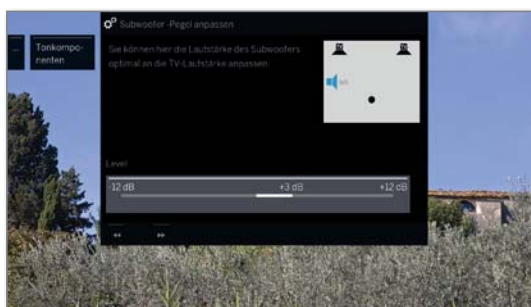 Subwoofer -Pegel anpassen
...
Tonkompo-
nenten
Sie können hier die Lautstärke des Subwoofers
optimal an die TV-Lautstärke anpassen.
Level
-12 dB +3 dB +12 dB